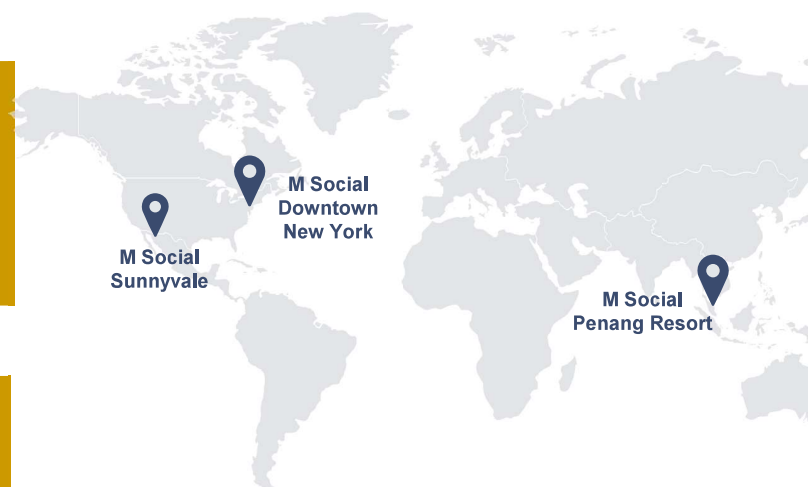 M Social
Downtown
New York
M Social
Sunnyvale
M Social
Penang Resort